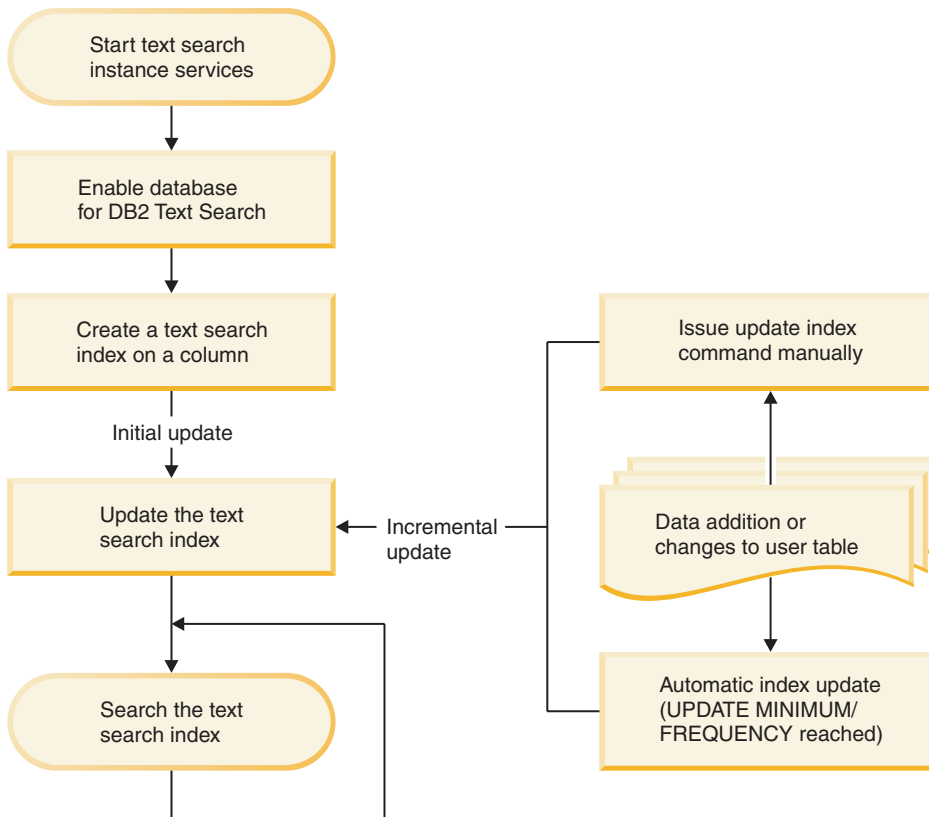 Start text search
instance services
Enable database
for DB2 Text Search
Create a text search
index on a column
Initial update
Update the text
search index
Search the text
search index
Incremental
update
Issue update index
command manually
Data addition or
changes to user table
Automatic index update
(UPDATE MINIMUM/
FREQUENCY reached)